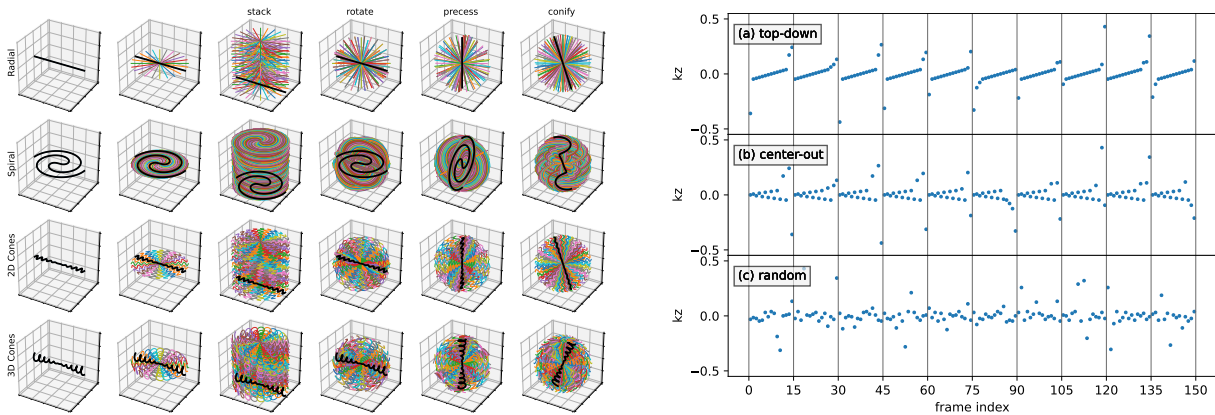 stack rotate precess conify
Radial
Spiral
2D Cones
3D Cones
0.5
(a) top-down
kz
0.0
−0.5
(b) center-out
kz
0.0
−0.5
0.5
(c) random
kz
0.0
−0.5
0 15 30 45 60 75 90 105 120 135 150
frame index